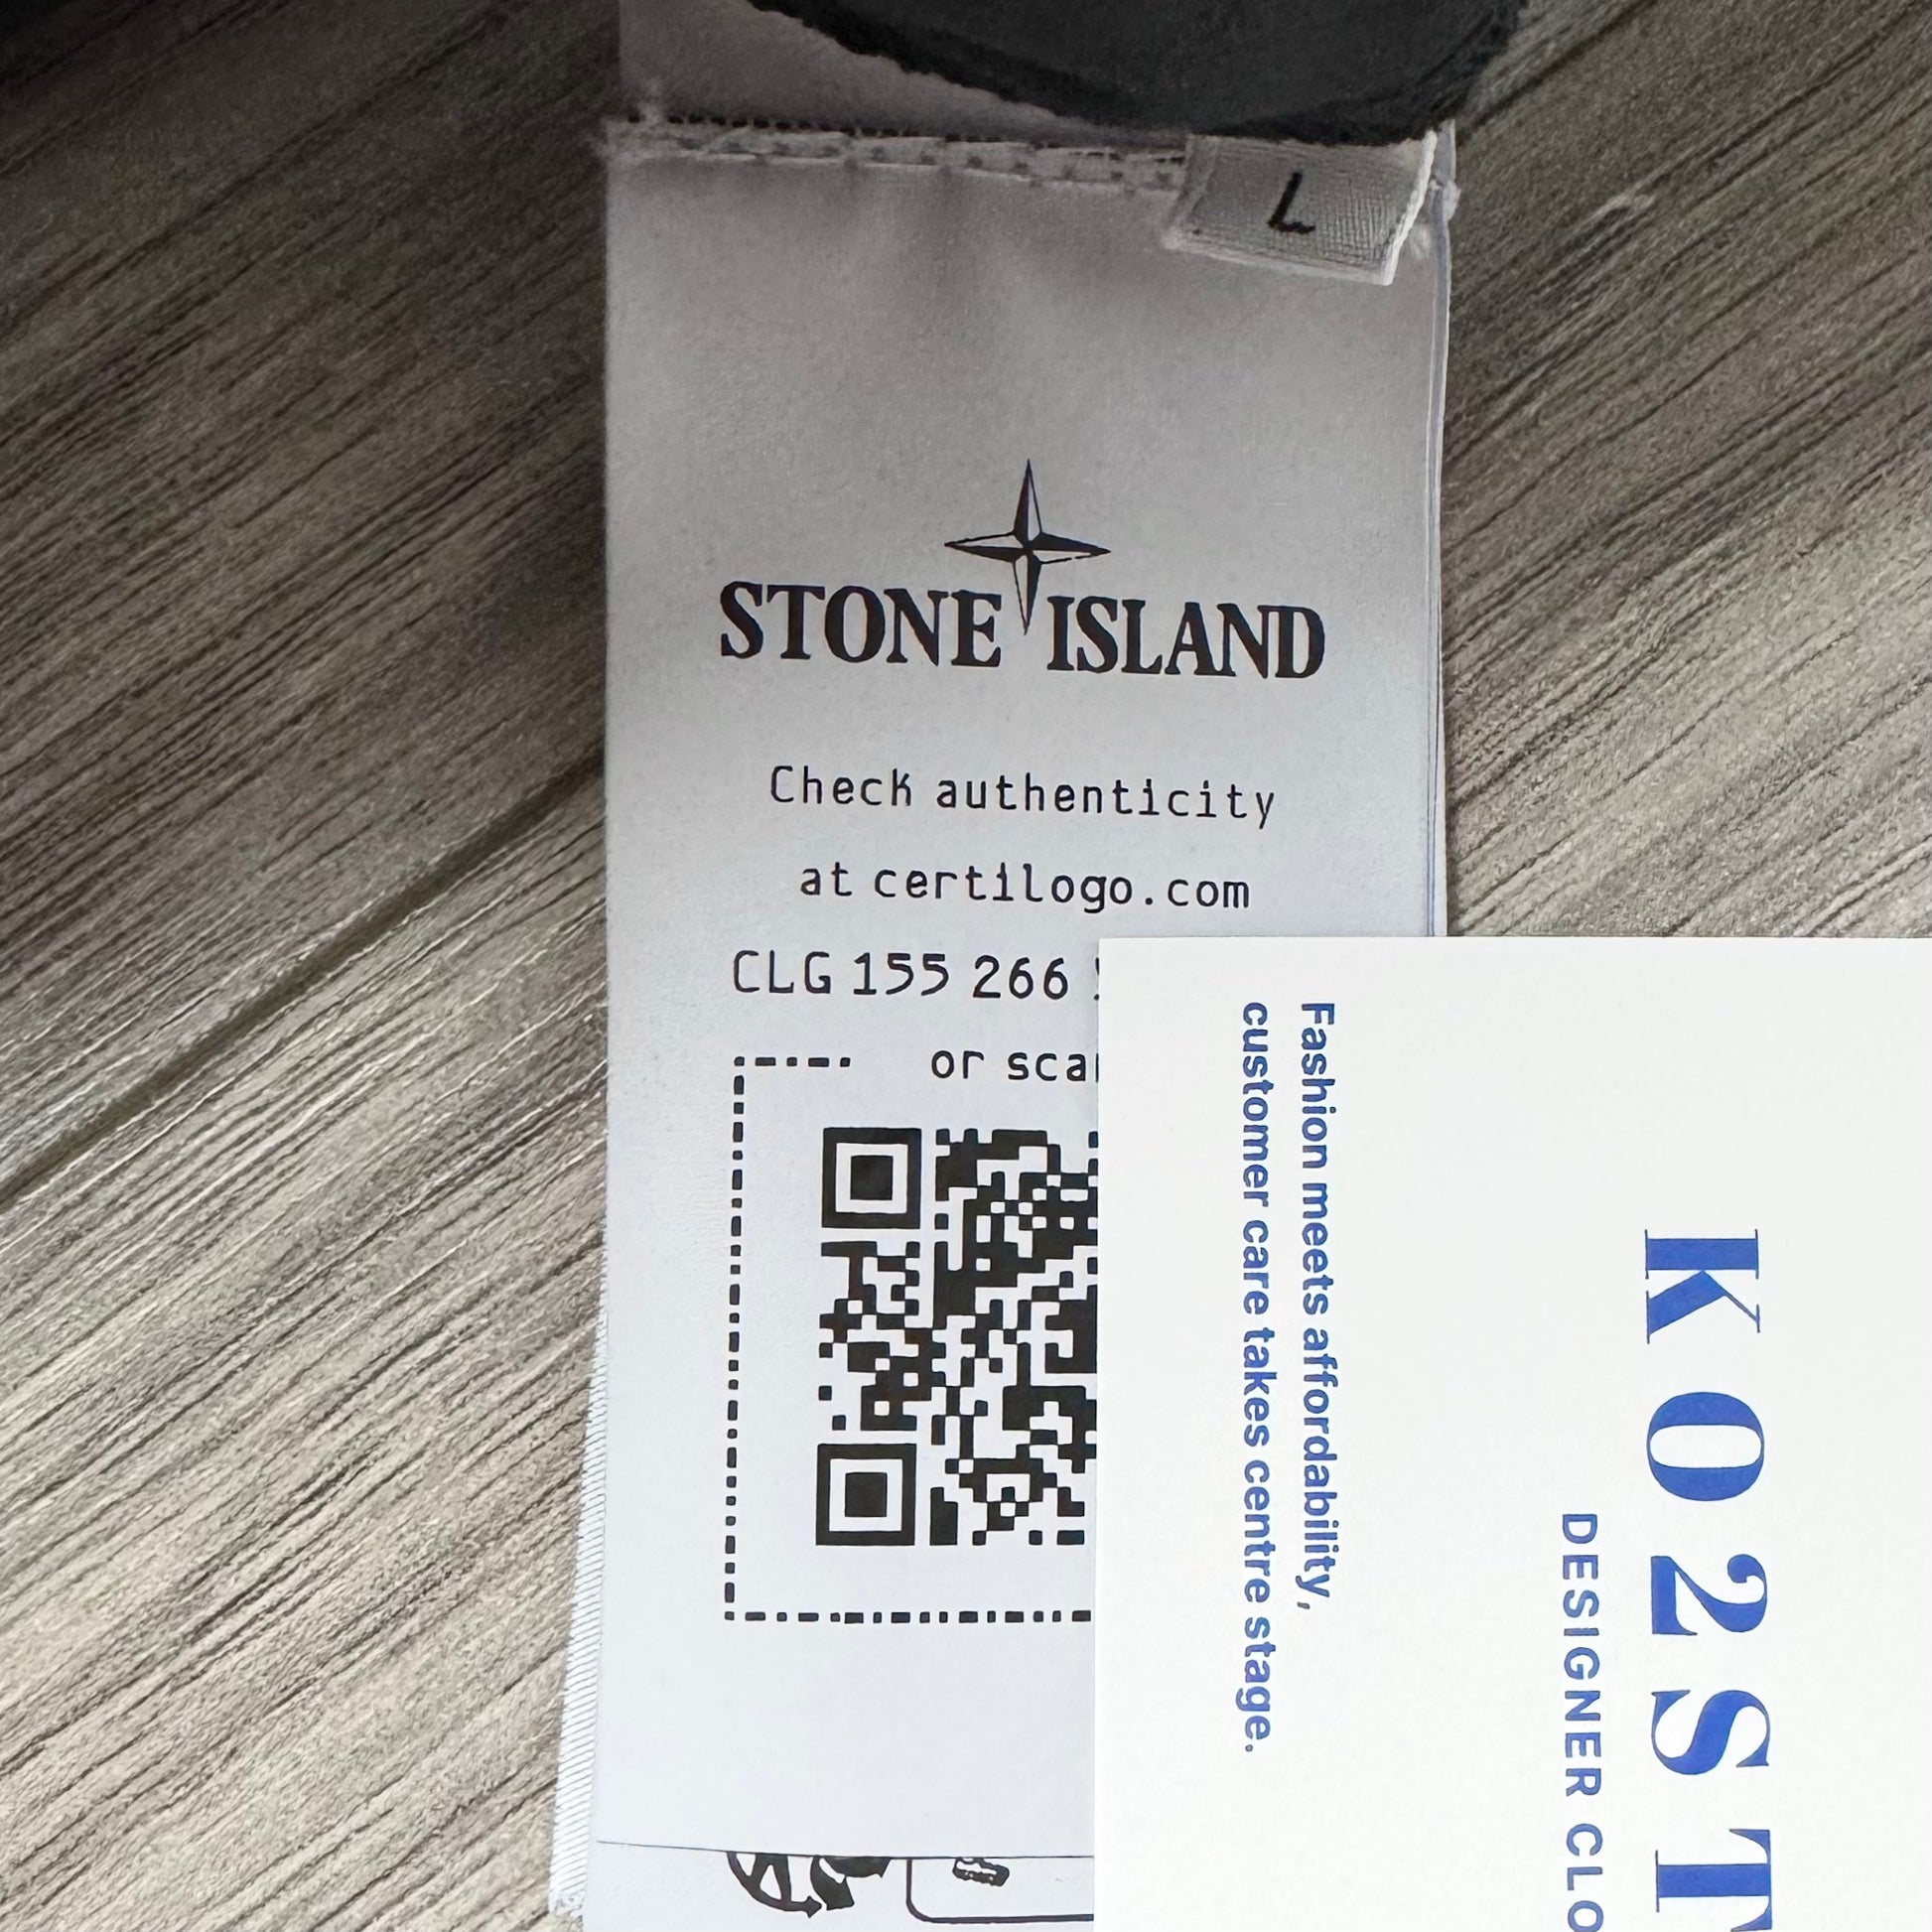 L
STONE ISLAND
Check authenticity
at certilogo.com
CLG 155 266
or scan
Fashion meets affordability,
customer care takes centre stage.
KO2ST
DESIGNER CLO